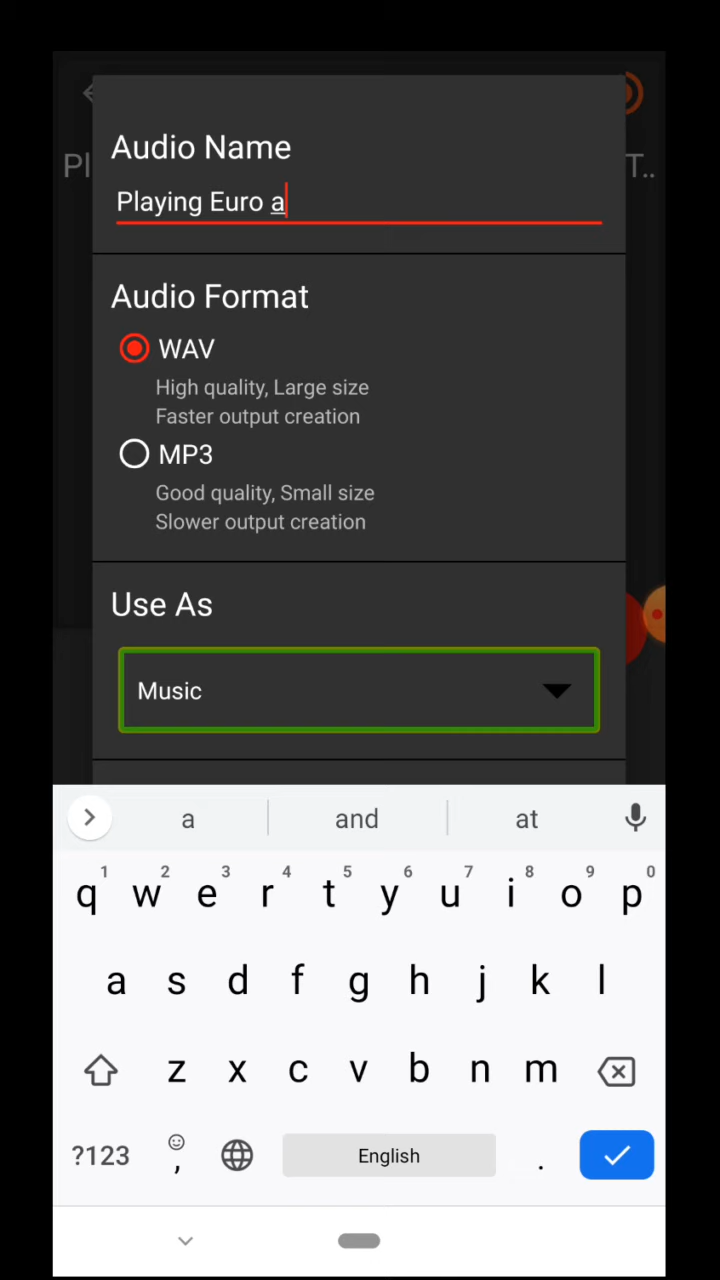 Pl
T..
Audio Name
Playing Euro a
Audio Format
WAV
High quality, Large size
Faster output creation
MP3
Good quality, Small size
Slower output creation
Use As
Music
a and at
1 2 3 4 5 6 7 8 9 0
q w e r t y u i o p
a s d f g h j k l
z x c v b n m
?123 , English .